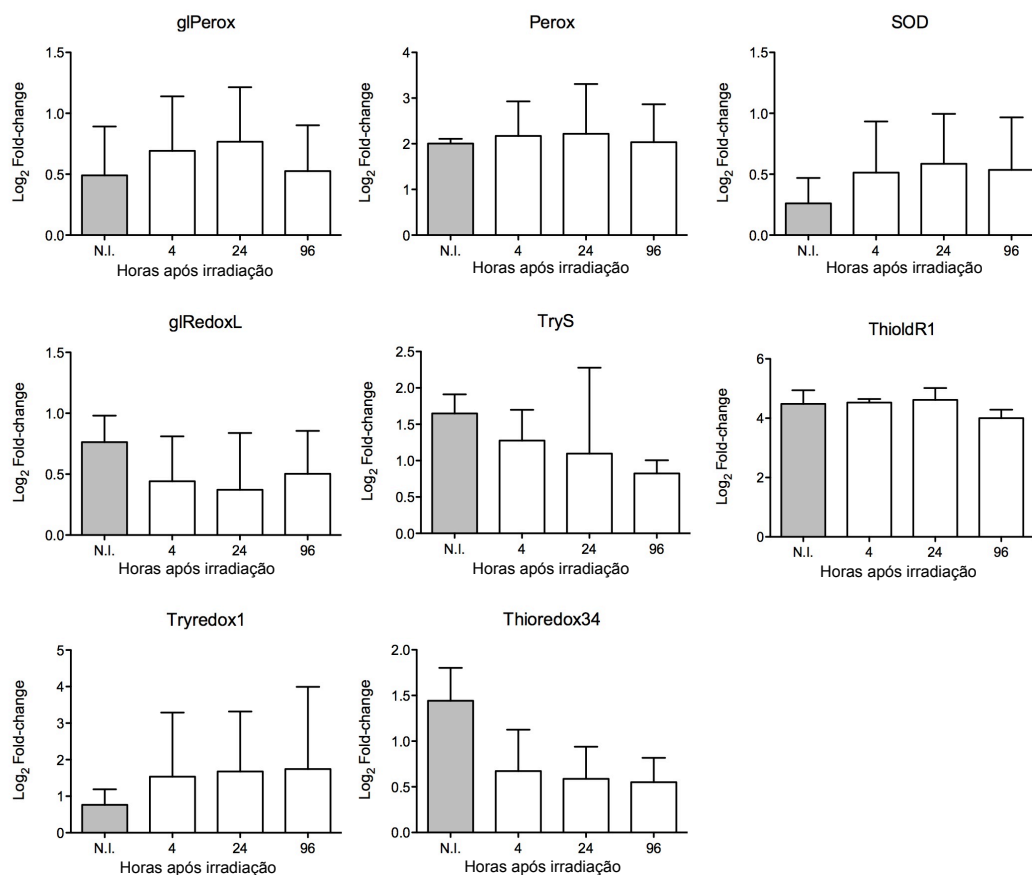 glPerox
Log2 Fold-change
1.5
1.0
0.5
0.0
N.I. 4 24 96
Horas após irradiação
Perox
Log2 Fold-change
4
3
2
1
0
N.I. 4 24 96
Horas após irradiação
SOD
Log2 Fold-change
1.5
1.0
0.5
0.0
N.I. 4 24 96
Horas após irradiação
glRedoxL
Log2 Fold-change
1.5
1.0
0.5
0.0
N.I. 4 24 96
Horas após irradiação
TryS
Log2 Fold-change
2.5
2.0
1.5
1.0
0.5
0.0
N.I. 4 24 96
Horas após irradiação
ThioldR1
Log2 Fold-change
6
4
2
0
N.I. 4 24 96
Horas após irradiação
Tryredox1
Log2 Fold-change
5
4
3
2
1
0
N.I. 4 24 96
Horas após irradiação
Thioredox34
Log2 Fold-change
2.0
1.5
1.0
0.5
0.0
N.I. 4 24 96
Horas após irradiação